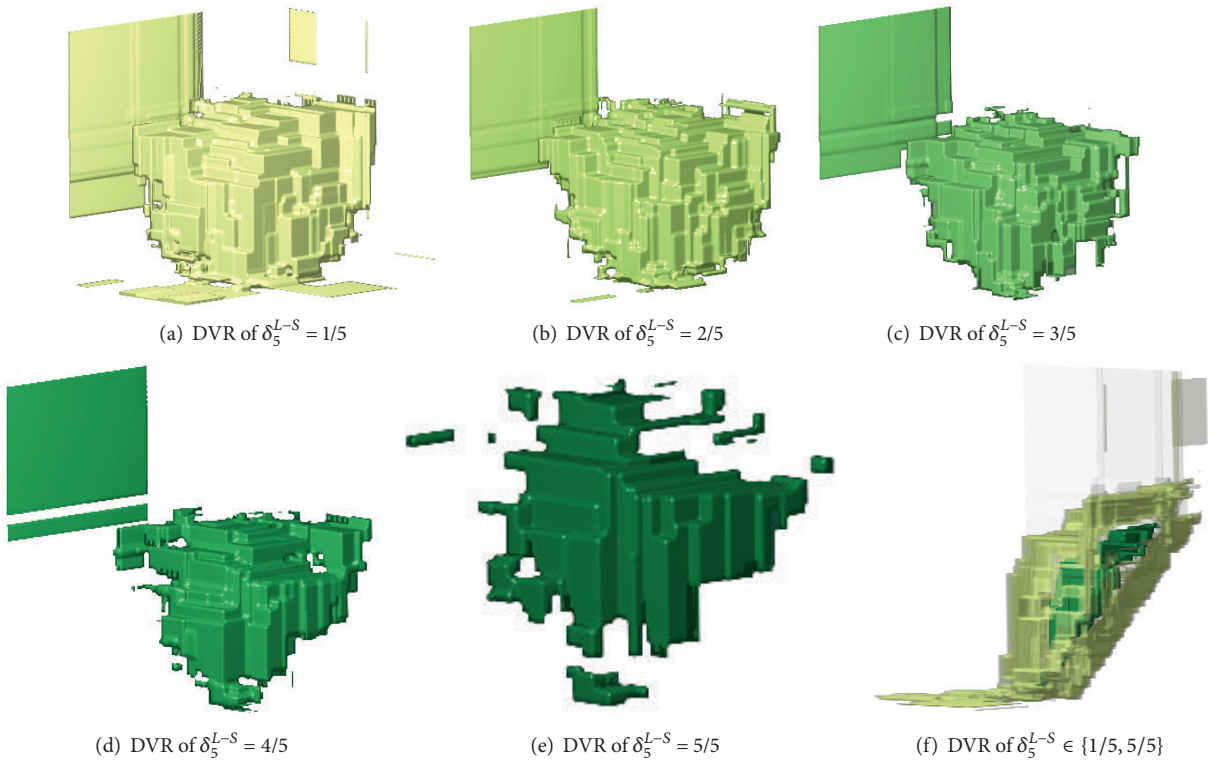 (a) DVR of δ₅ᴸ⁻ˢ = 1/5
(b) DVR of δ₅ᴸ⁻ˢ = 2/5
(c) DVR of δ₅ᴸ⁻ˢ = 3/5
(d) DVR of δ₅ᴸ⁻ˢ = 4/5
(e) DVR of δ₅ᴸ⁻ˢ = 5/5
(f) DVR of δ₅ᴸ⁻ˢ ∈ {1/5, 5/5}